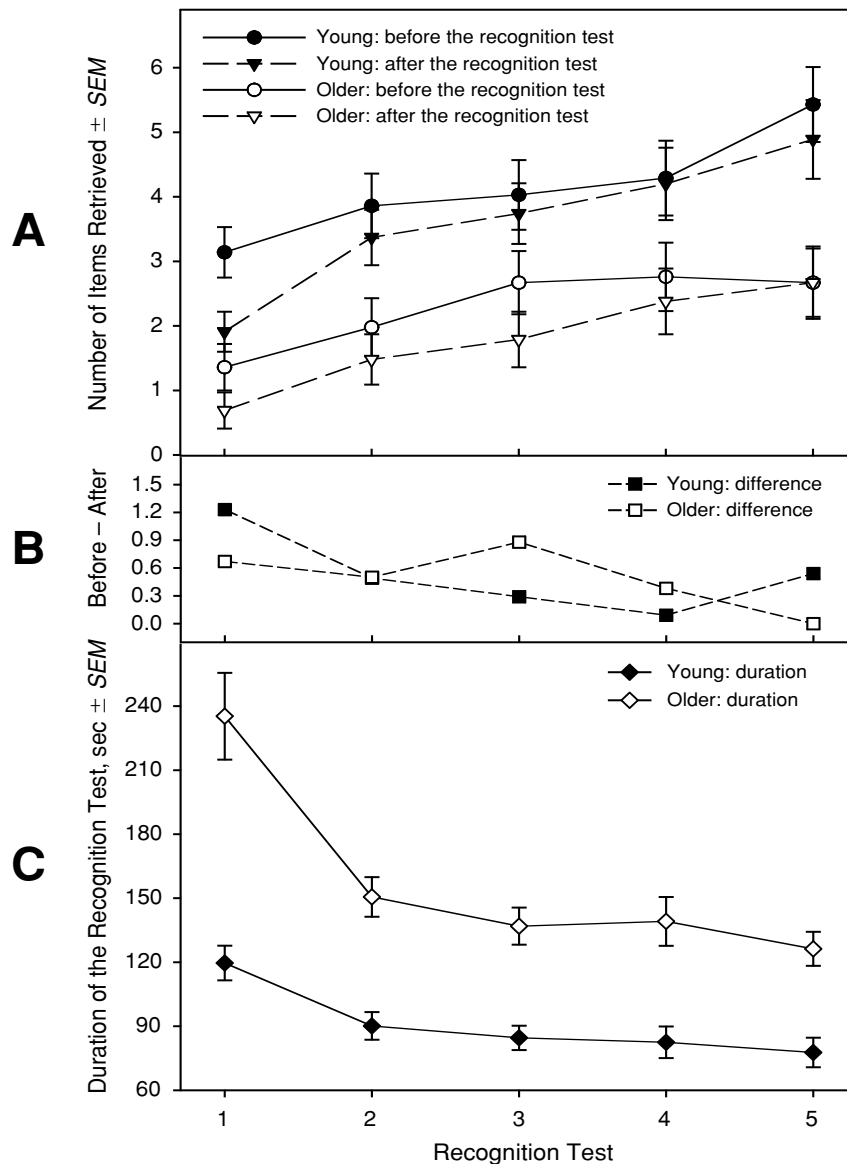 A
Number of Items Retrieved ± SEM
6
5
4
3
2
1
0
Young: before the recognition test
Young: after the recognition test
Older: before the recognition test
Older: after the recognition test
B
Before – After
1.5
1.2
0.9
0.6
0.3
0.0
Young: difference
Older: difference
C
Duration of the Recognition Test, sec ± SEM
240
210
180
150
120
90
60
Young: duration
Older: duration
1 2 3 4 5
Recognition Test